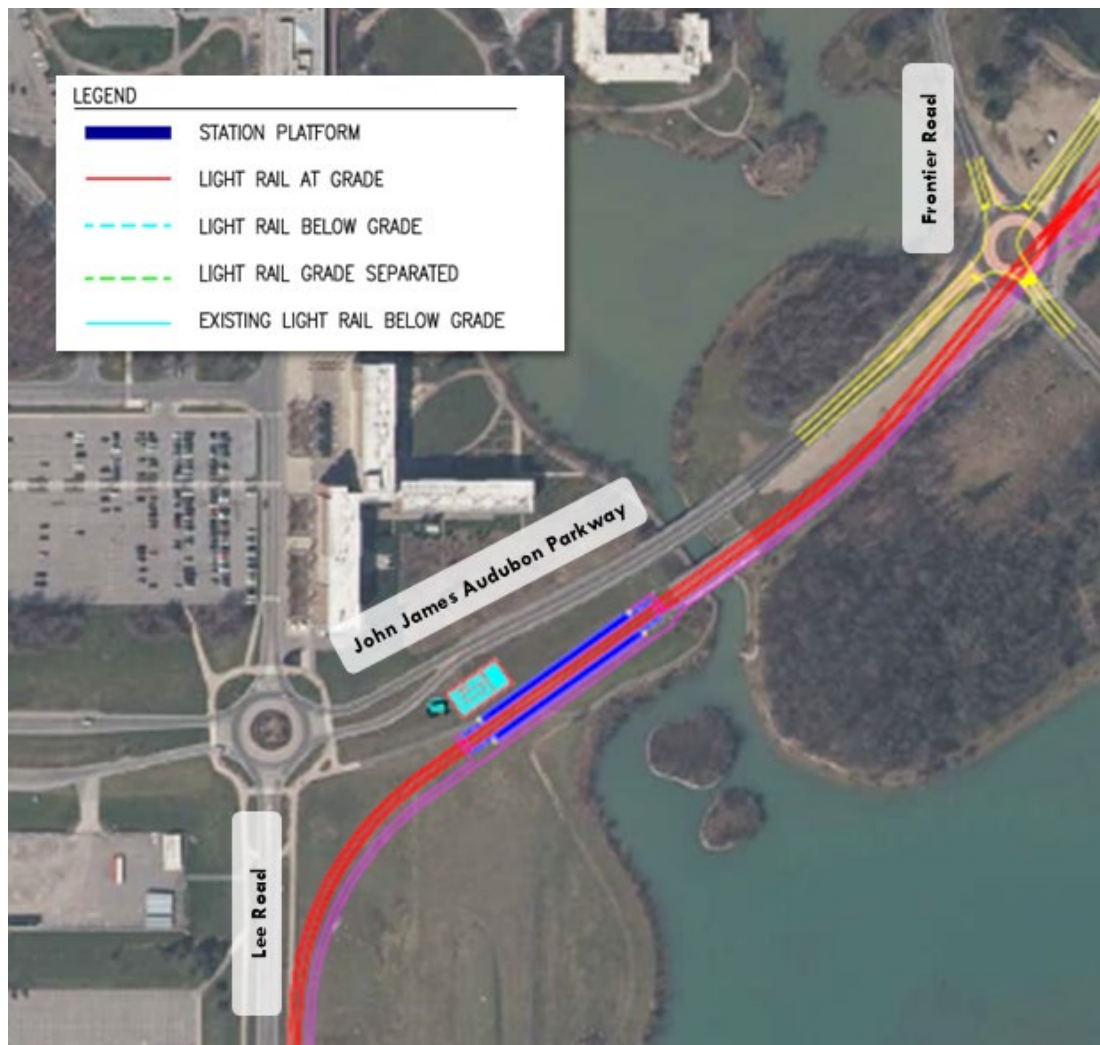 LEGEND
STATION PLATFORM
LIGHT RAIL AT GRADE
LIGHT RAIL BELOW GRADE
LIGHT RAIL GRADE SEPARATED
EXISTING LIGHT RAIL BELOW GRADE
Frontier Road
John James Audubon Parkway
Lee Road